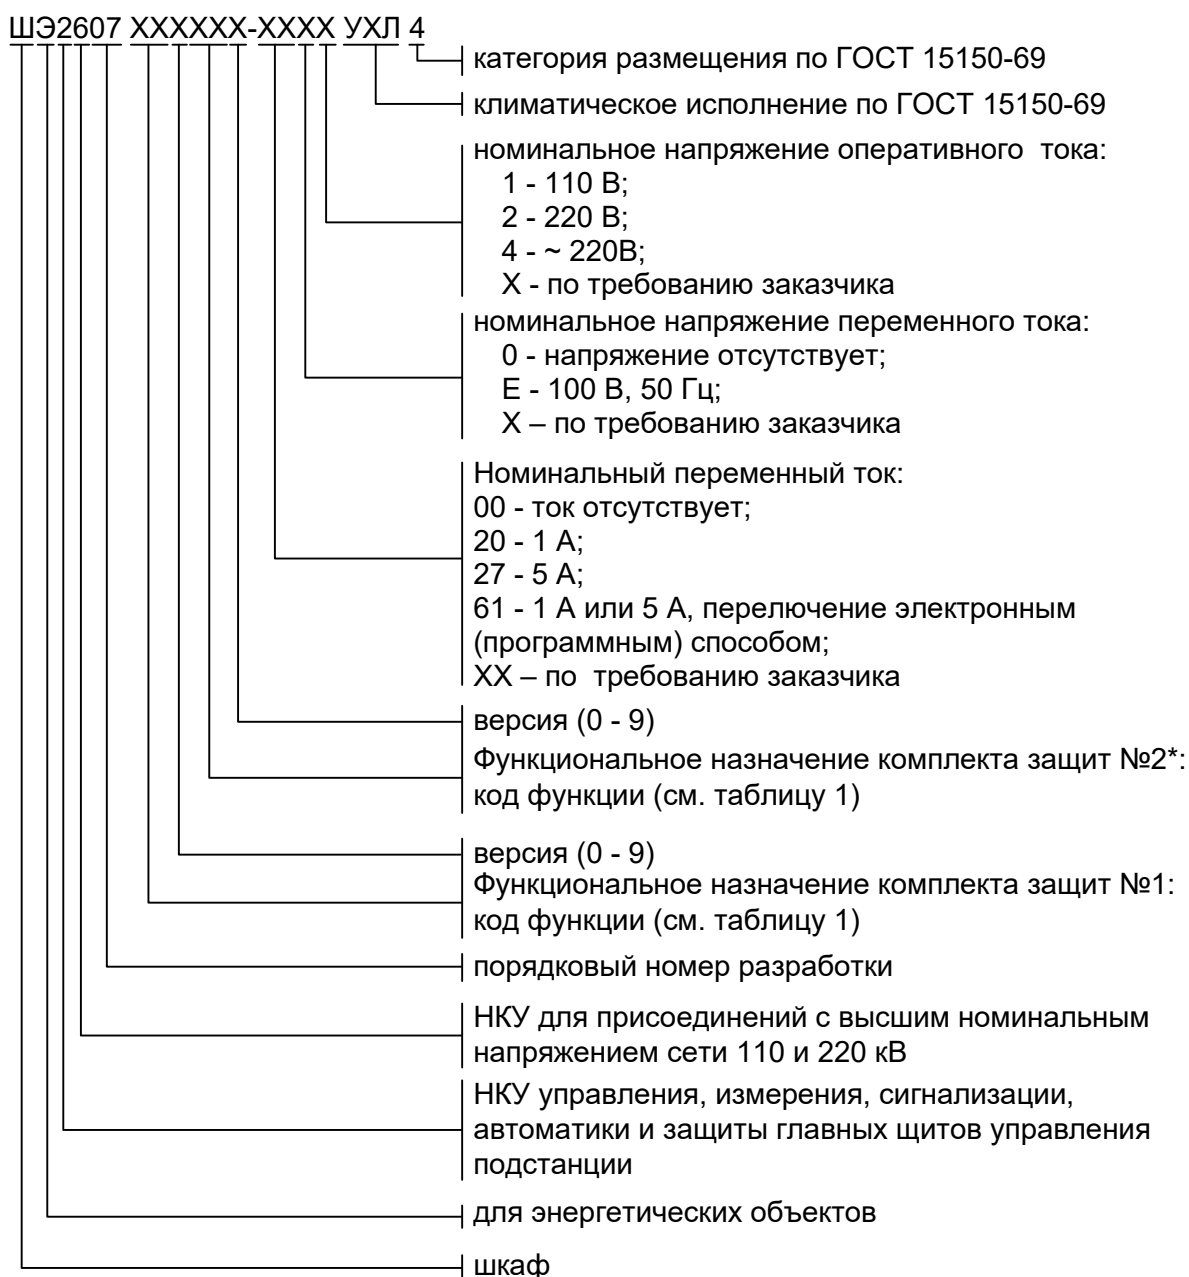 ШЭ2607 ХХХХХХ-ХХХХ УХЛ 4
категория размещения по ГОСТ 15150-69
климатическое исполнение по ГОСТ 15150-69
номинальное напряжение оперативного тока:
1 - 110 В;
2 - 220 В;
4 - ~ 220В;
Х - по требованию заказчика
номинальное напряжение переменного тока:
0 - напряжение отсутствует;
Е - 100 В, 50 Гц;
Х – по требованию заказчика
Номинальный переменный ток:
00 - ток отсутствует;
20 - 1 А;
27 - 5 А;
61 - 1 А или 5 А, перелючение электронным
(программным) способом;
ХХ – по требованию заказчика
версия (0 - 9)
Функциональное назначение комплекта защит №2*:
код функции (см. таблицу 1)
версия (0 - 9)
Функциональное назначение комплекта защит №1:
код функции (см. таблицу 1)
порядковый номер разработки
НКУ для присоединений с высшим номинальным
напряжением сети 110 и 220 кВ
НКУ управления, измерения, сигнализации,
автоматики и защиты главных щитов управления
подстанции
для энергетических объектов
шкаф